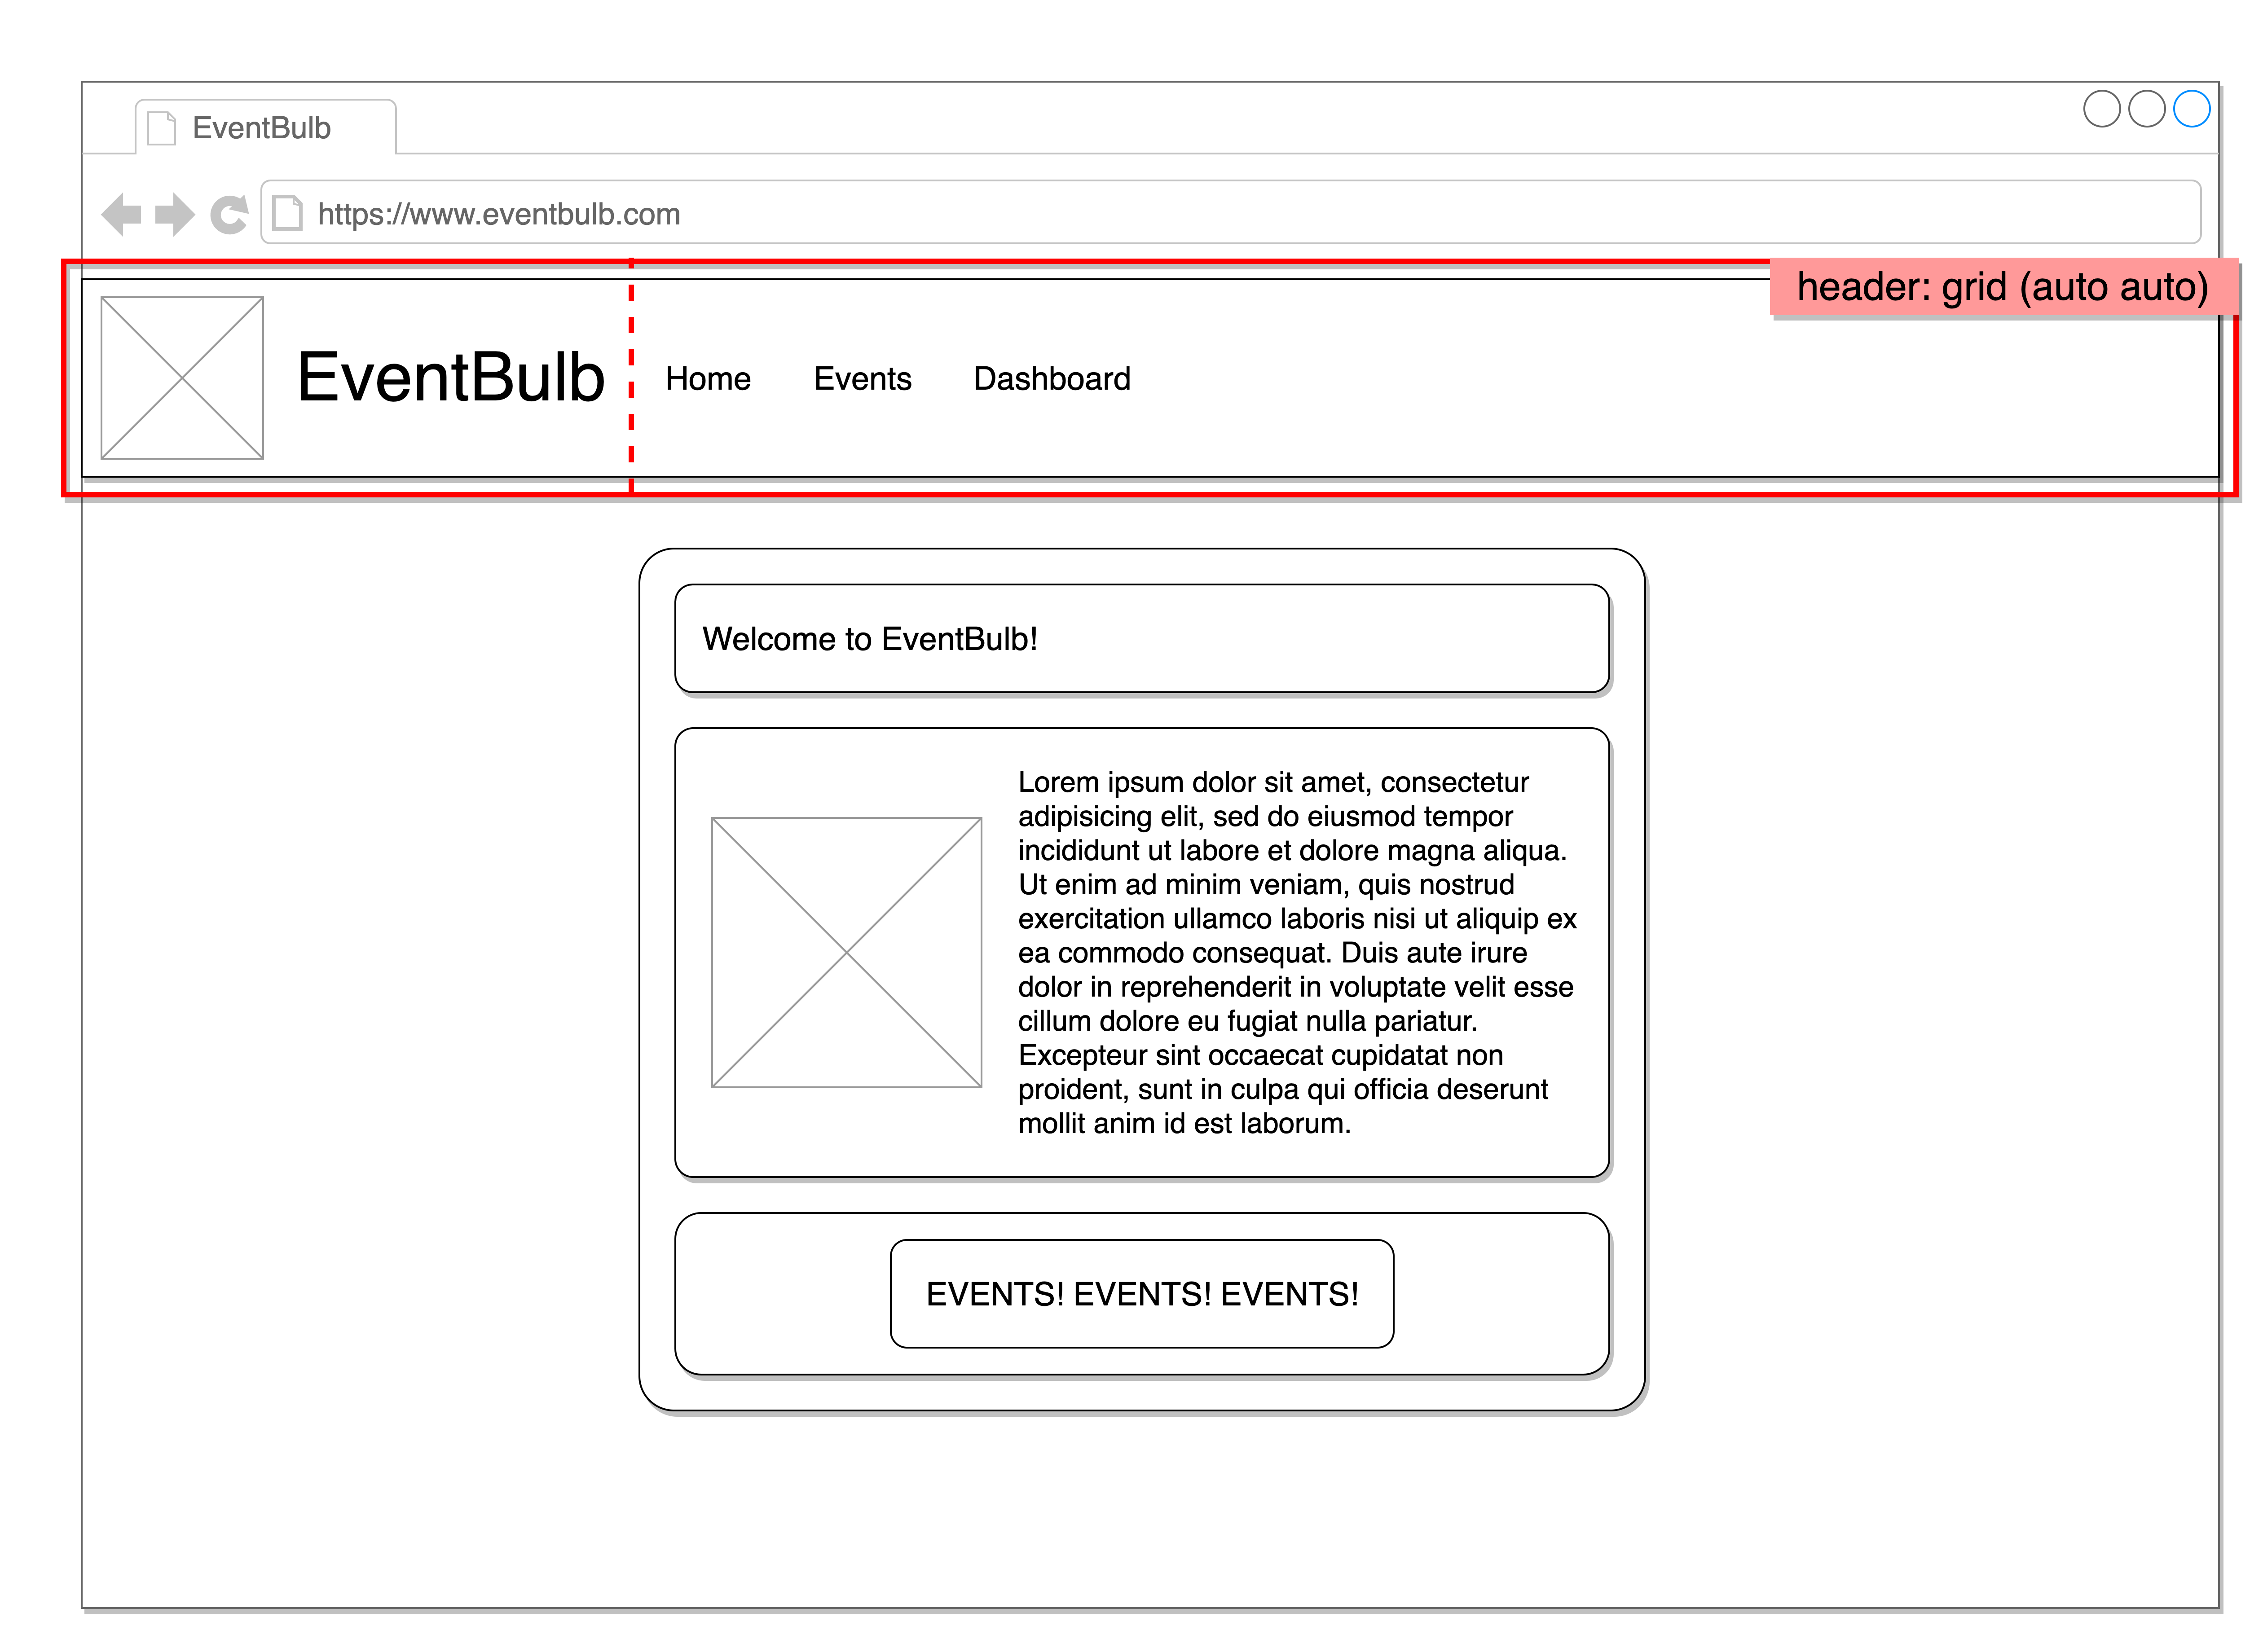 EventBulb
https://www.eventbulb.com
header: grid (auto auto)
EventBulb
Home
Events
Dashboard
Welcome to EventBulb!
Lorem ipsum dolor sit amet, consectetur
adipisicing elit, sed do eiusmod tempor
incididunt ut labore et dolore magna aliqua.
Ut enim ad minim veniam, quis nostrud
exercitation ullamco laboris nisi ut aliquip ex
ea commodo consequat. Duis aute irure
dolor in reprehenderit in voluptate velit esse
cillum dolore eu fugiat nulla pariatur.
Excepteur sint occaecat cupidatat non
proident, sunt in culpa qui officia deserunt
mollit anim id est laborum.
EVENTS! EVENTS! EVENTS!